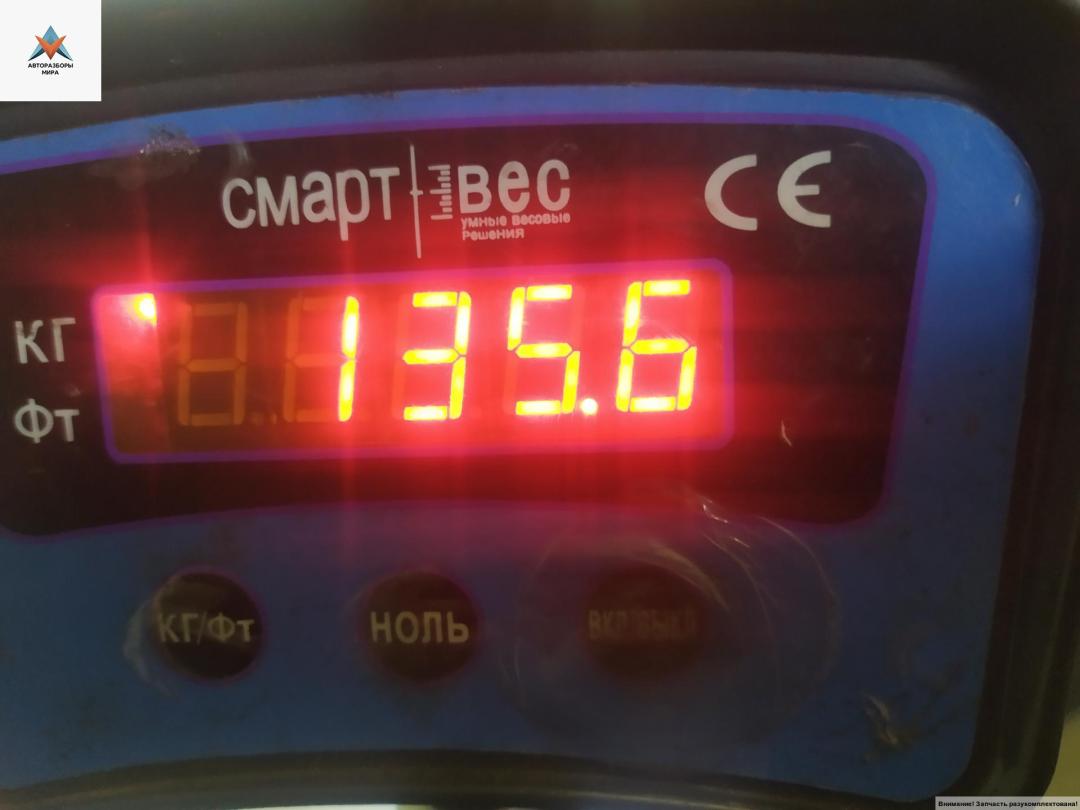 АВТОРАЗБОРЫ
МИРА
смарт вес
умные весовые
решения
CE
КГ
135.6
Фт
КГ/Фт
НОЛЬ
ВКЛ/ВЫКЛ
Внимание! Запчасть разукомплектована!